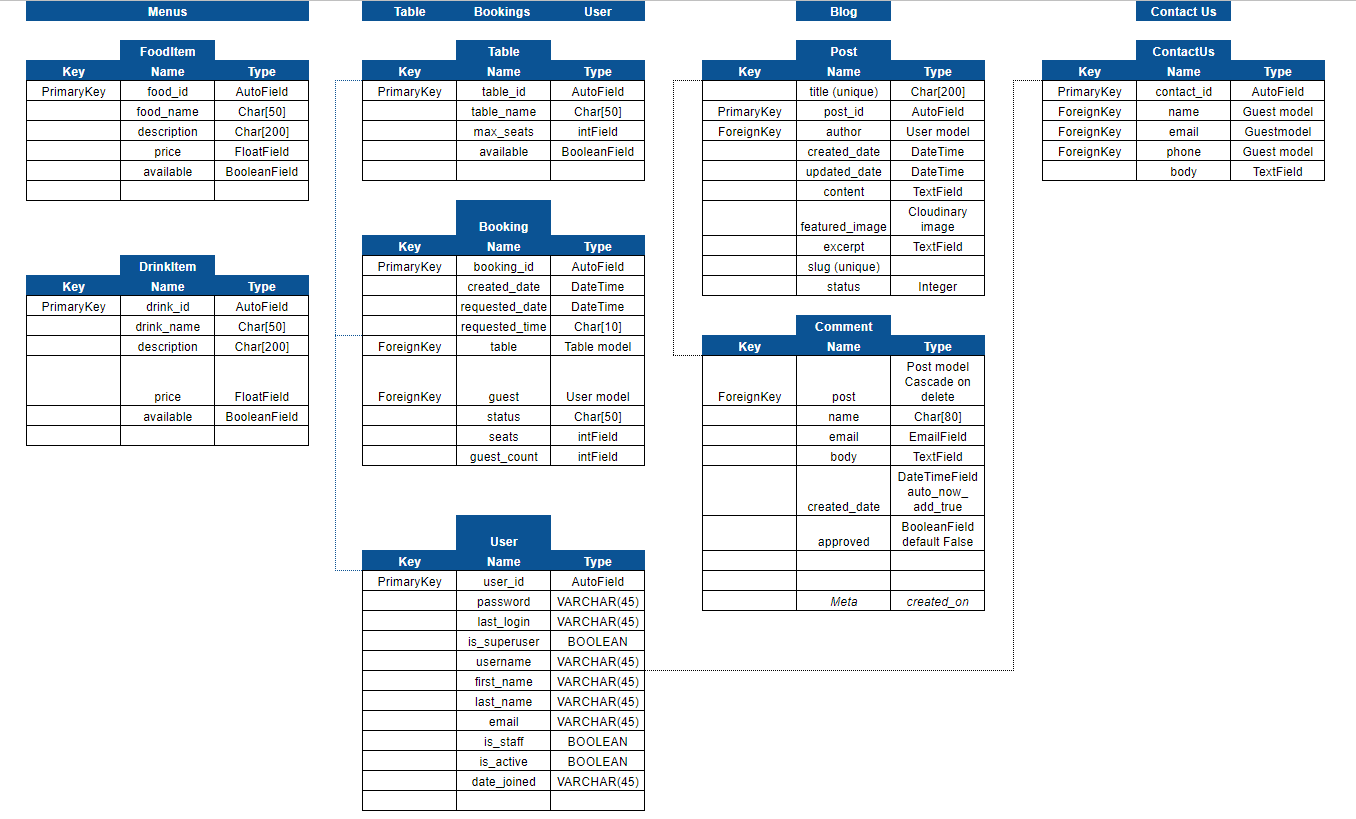 Menus
FoodItem
Key Name Type
PrimaryKey food_id AutoField
food_name Char[50]
description Char[200]
price FloatField
available BooleanField
DrinkItem
Key Name Type
PrimaryKey drink_id AutoField
drink_name Char[50]
description Char[200]
price FloatField
available BooleanField
Table Bookings User
Table
Key Name Type
PrimaryKey table_id AutoField
table_name Char[50]
max_seats intField
available BooleanField
Booking
Key Name Type
PrimaryKey booking_id AutoField
created_date DateTime
requested_date DateTime
requested_time Char[10]
ForeignKey table Table model
ForeignKey guest User model
status Char[50]
seats intField
guest_count intField
User
Key Name Type
PrimaryKey user_id AutoField
password VARCHAR(45)
last_login VARCHAR(45)
is_superuser BOOLEAN
username VARCHAR(45)
first_name VARCHAR(45)
last_name VARCHAR(45)
email VARCHAR(45)
is_staff BOOLEAN
is_active BOOLEAN
date_joined VARCHAR(45)
Blog
Post
Key Name Type
title (unique) Char[200]
PrimaryKey post_id AutoField
ForeignKey author User model
created_date DateTime
updated_date DateTime
content TextField
Cloudinary
featured_image image
excerpt TextField
slug (unique)
status Integer
Comment
Key Name Type
Post model
Cascade on
ForeignKey post delete
name Char[80]
email EmailField
body TextField
DateTimeField
auto_now_
created_date add_true
BooleanField
approved default False
Meta created_on
Contact Us
ContactUs
Key Name Type
PrimaryKey contact_id AutoField
ForeignKey name Guest model
ForeignKey email Guestmodel
ForeignKey phone Guest model
body TextField